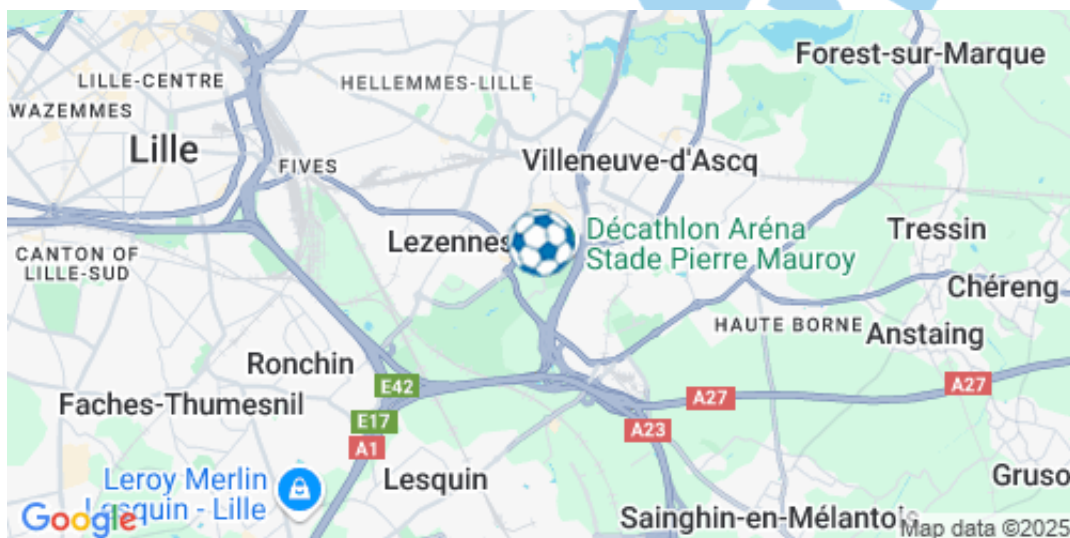 Forest-sur-Marque
LILLE-CENTRE
HELLEMMES-LILLE
WAZEMMES
Lille
FIVES
Villeneuve-d'Ascq
Décathlon Aréna
Stade Pierre Mauroy
Lezennes
Tressin
CANTON OF
LILLE-SUD
Chéreng
HAUTE BORNE
Anstaing
Ronchin
E42
A27
A27
Faches-Thumesnil
E17
A23
A1
Lesquin
Gruso
Leroy Merlin
Lesquin - Lille
Google
Sainghin-en-Mélantois
Map data ©2025